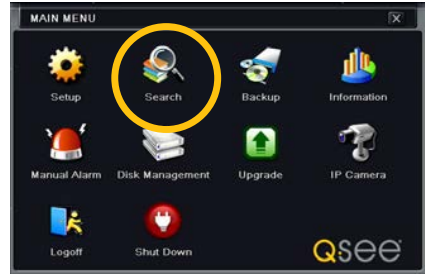 MAIN MENU
Setup Search Backup Information
Manual Alarm Disk Management Upgrade IP Camera
Logoff Shut Down
Qsee